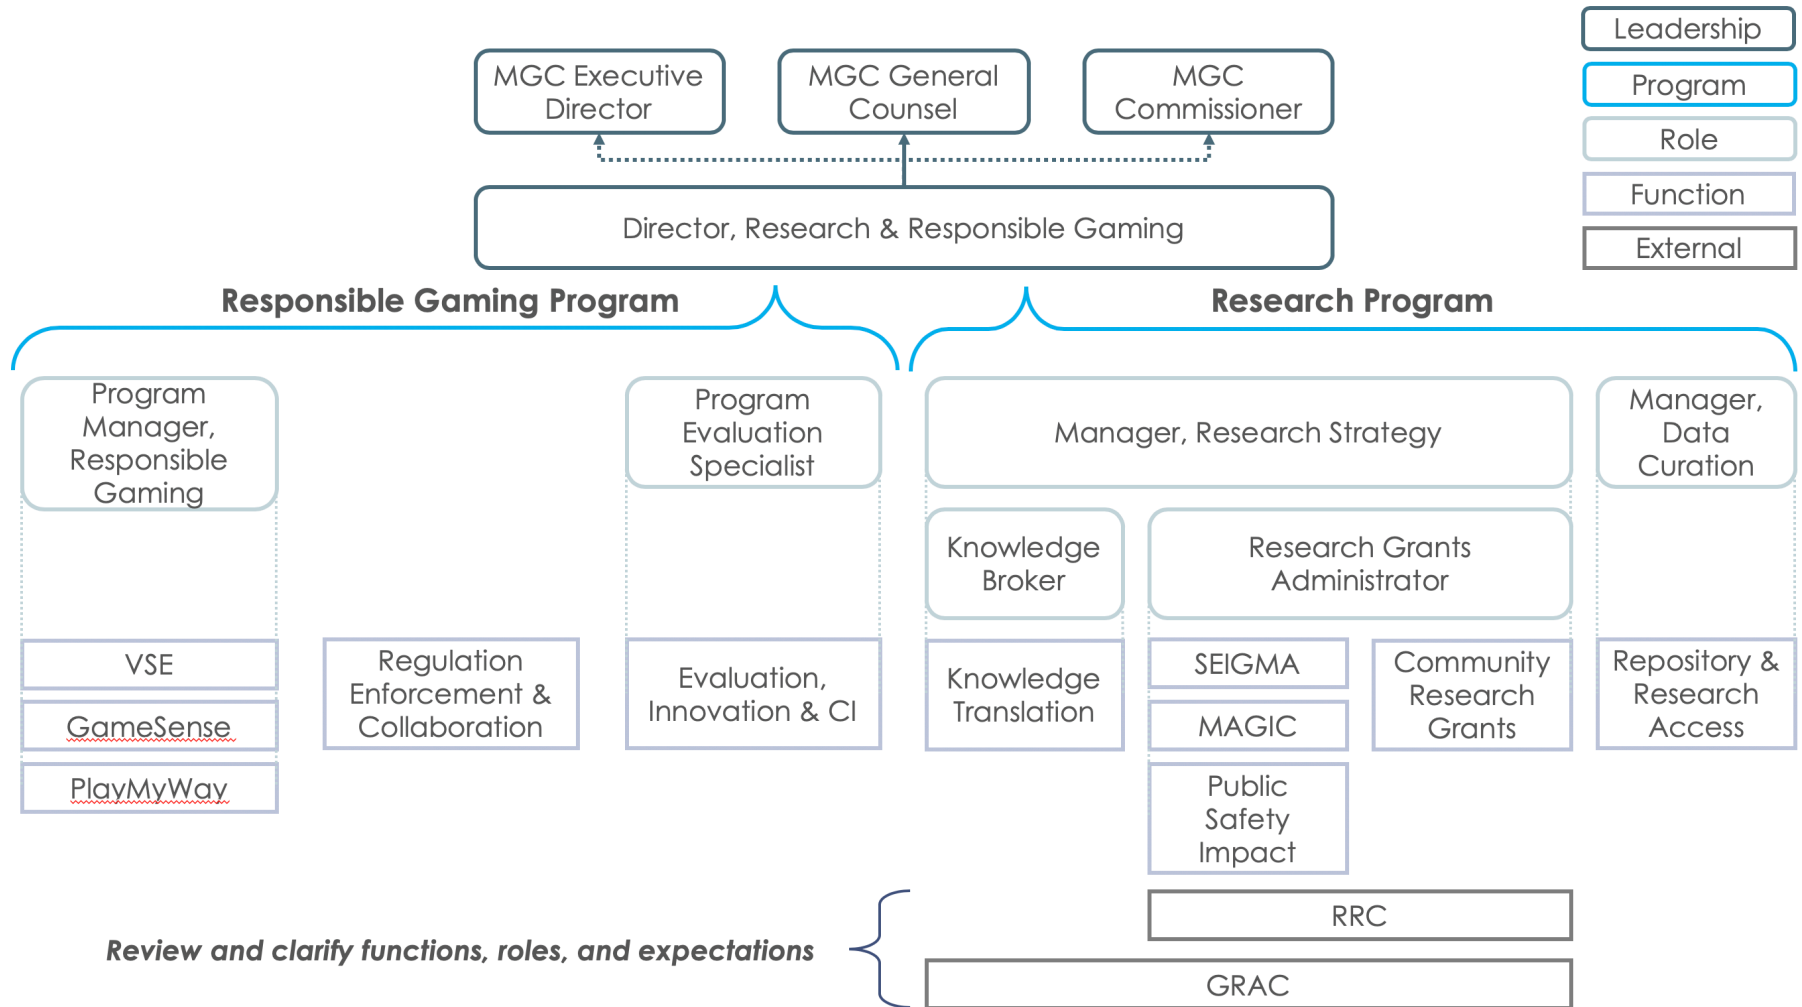 Leadership
Program
Role
Function
External
MGC Executive
Director
MGC General
Counsel
MGC
Commissioner
Director, Research & Responsible Gaming
Responsible Gaming Program
Research Program
Program
Manager,
Responsible
Gaming
Program
Evaluation
Specialist
Manager, Research Strategy
Manager,
Data
Curation
Knowledge
Broker
Research Grants
Administrator
VSE
GameSense
PlayMyWay
Regulation
Enforcement &
Collaboration
Evaluation,
Innovation & CI
Knowledge
Translation
SEIGMA
MAGIC
Public
Safety
Impact
Community
Research
Grants
Repository &
Research
Access
Review and clarify functions, roles, and expectations
RRC
GRAC